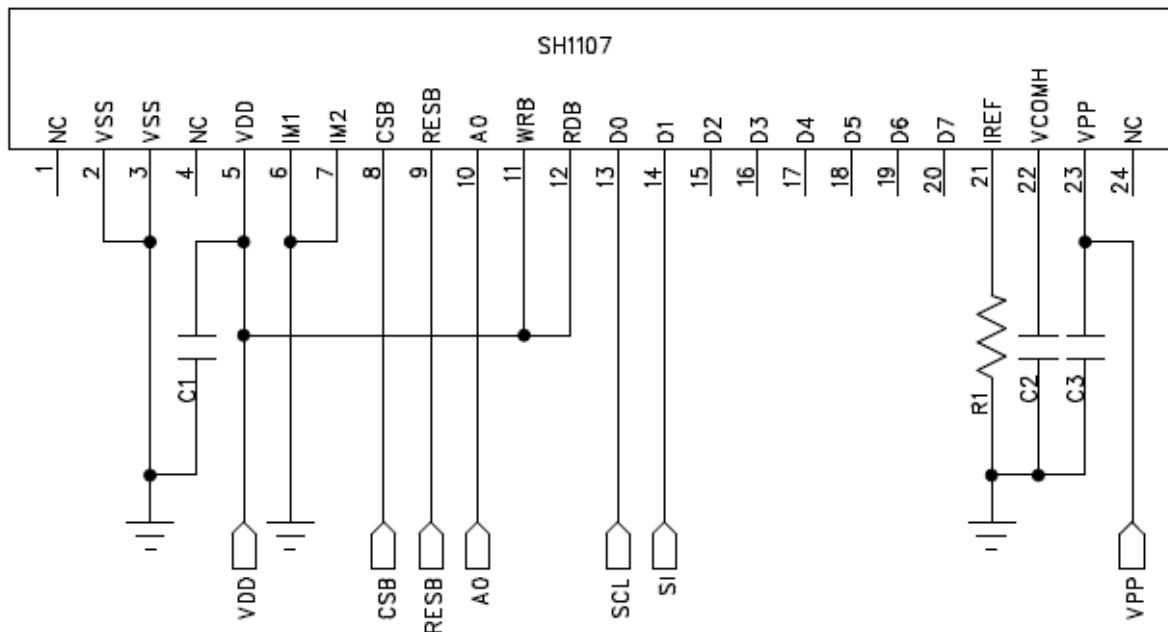 SH1107
NC VSS VSS NC VDD IM1 IM2 CSB RESB A0 WRB RDB D0 D1 D2 D3 D4 D5 D6 D7 IREF VCOMH VPP NC
1 2 3 4 5 6 7 8 9 10 11 12 13 14 15 16 17 18 19 20 21 22 23 24
C1 R1 C2 C3
VDD CSB RESB A0 SCL SI VPP